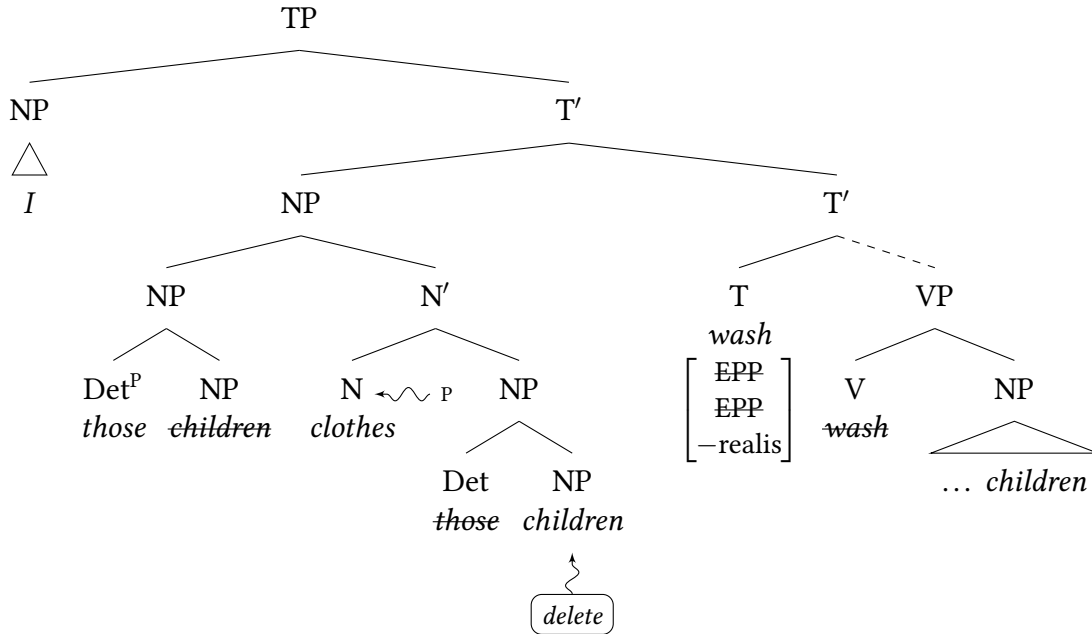 TP
NP T′
I NP T′
NP N′ T VP
wash
Det^P NP N P NP EPP V NP
those children clothes EPP wash
Det NP −realis … children
those children
delete